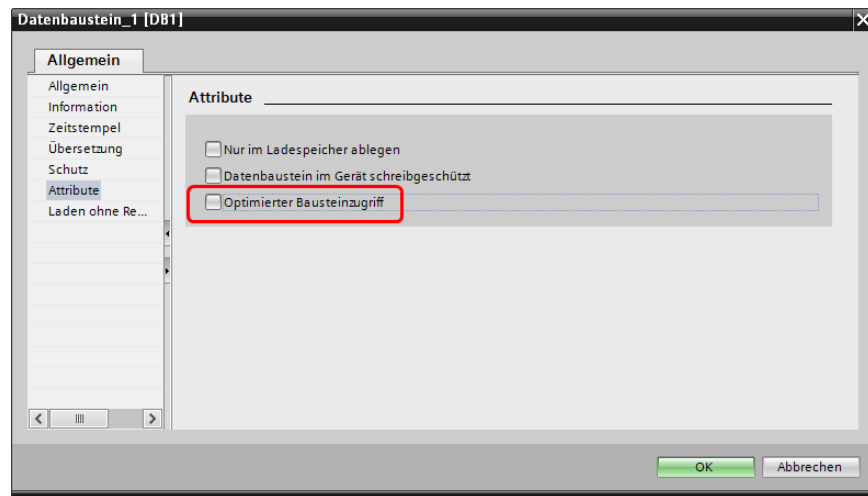 Datenbaustein_1 [DB1]
Allgemein
Allgemein
Information
Zeitstempel
Übersetzung
Schutz
Attribute
Laden ohne Re...
Attribute
Nur im Ladespeicher ablegen
Datenbaustein im Gerät schreibgeschützt
Optimierter Bausteinzugriff
OK
Abbrechen